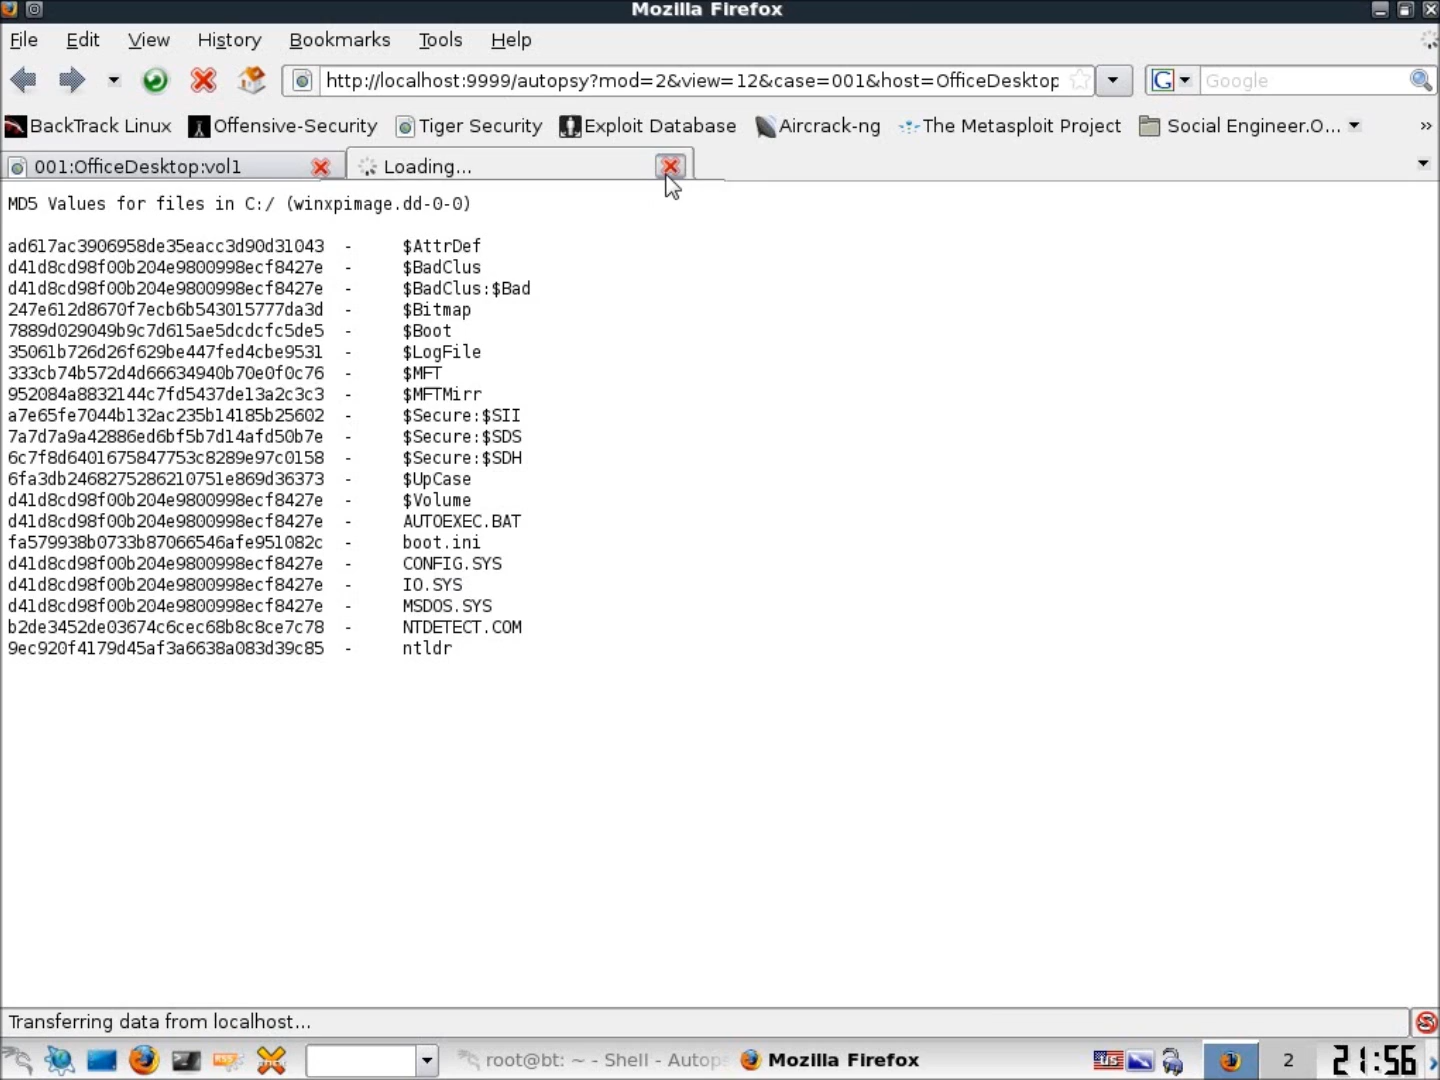 Mozilla Firefox
File Edit View History Bookmarks Tools Help
http://localhost:9999/autopsy?mod=2&view=12&case=001&host=OfficeDesktop
G Google
BackTrack Linux Offensive-Security Tiger Security Exploit Database Aircrack-ng The Metasploit Project Social Engineer.O... »
001:OfficeDesktop:vol1 Loading...
MD5 Values for files in C:/ (winxpimage.dd-0-0)
ad617ac3906958de35eacc3d90d31043 - $AttrDef
d41d8cd98f00b204e9800998ecf8427e - $BadClus
d41d8cd98f00b204e9800998ecf8427e - $BadClus:$Bad
247e612d8670f7ecb6b543015777da3d - $Bitmap
7889d029049b9c7d615ae5dcdcfc5de5 - $Boot
35061b726d26f629be447fed4cbe9531 - $LogFile
333cb74b572d4d66634940b70e0f0c76 - $MFT
952084a8832144c7fd5437de13a2c3c3 - $MFTMirr
a7e65fe7044b132ac235b14185b25602 - $Secure:$SII
7a7d7a9a42886ed6bf5b7d14afd50b7e - $Secure:$SDS
6c7f8d6401675847753c8289e97c0158 - $Secure:$SDH
6fa3db2468275286210751e869d36373 - $UpCase
d41d8cd98f00b204e9800998ecf8427e - $Volume
d41d8cd98f00b204e9800998ecf8427e - AUTOEXEC.BAT
fa579938b0733b87066546afe951082c - boot.ini
d41d8cd98f00b204e9800998ecf8427e - CONFIG.SYS
d41d8cd98f00b204e9800998ecf8427e - IO.SYS
d41d8cd98f00b204e9800998ecf8427e - MSDOS.SYS
b2de3452de03674c6cec68b8c8ce7c78 - NTDETECT.COM
9ec920f4179d45af3a6638a083d39c85 - ntldr
Transferring data from localhost...
root@bt: ~ - Shell - Autops Mozilla Firefox US 2 21:56